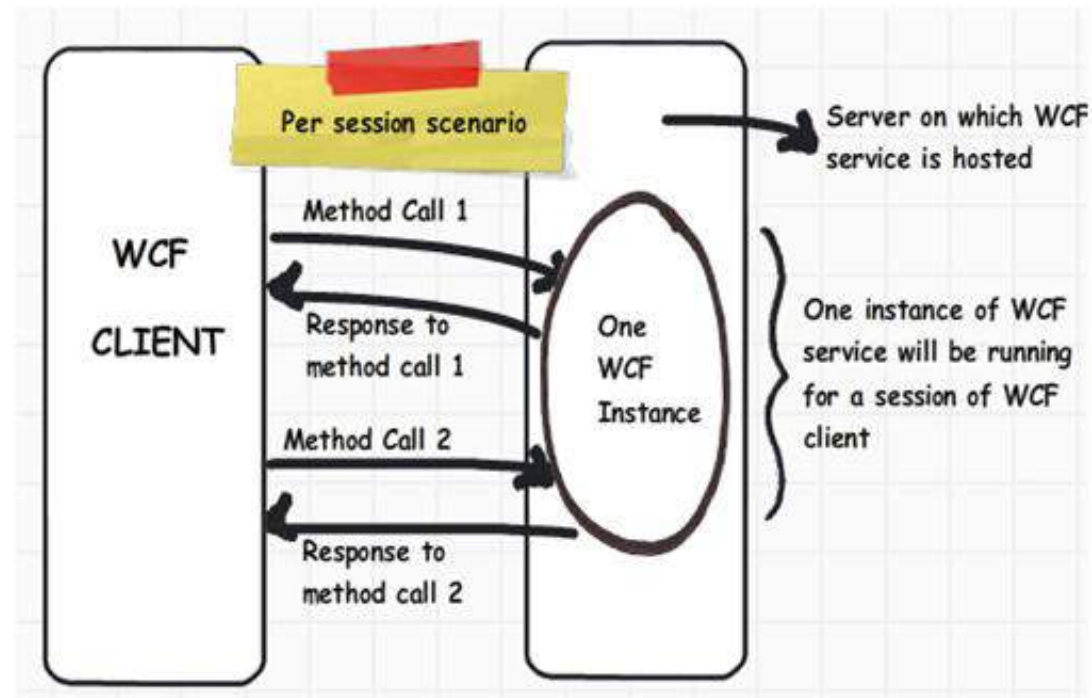 Per session scenario
Server on which WCF
service is hosted
Method Call 1
WCF
CLIENT
Response to
method call 1
One
WCF
Instance
One instance of WCF
service will be running
for a session of WCF
client
Method Call 2
Response to
method call 2